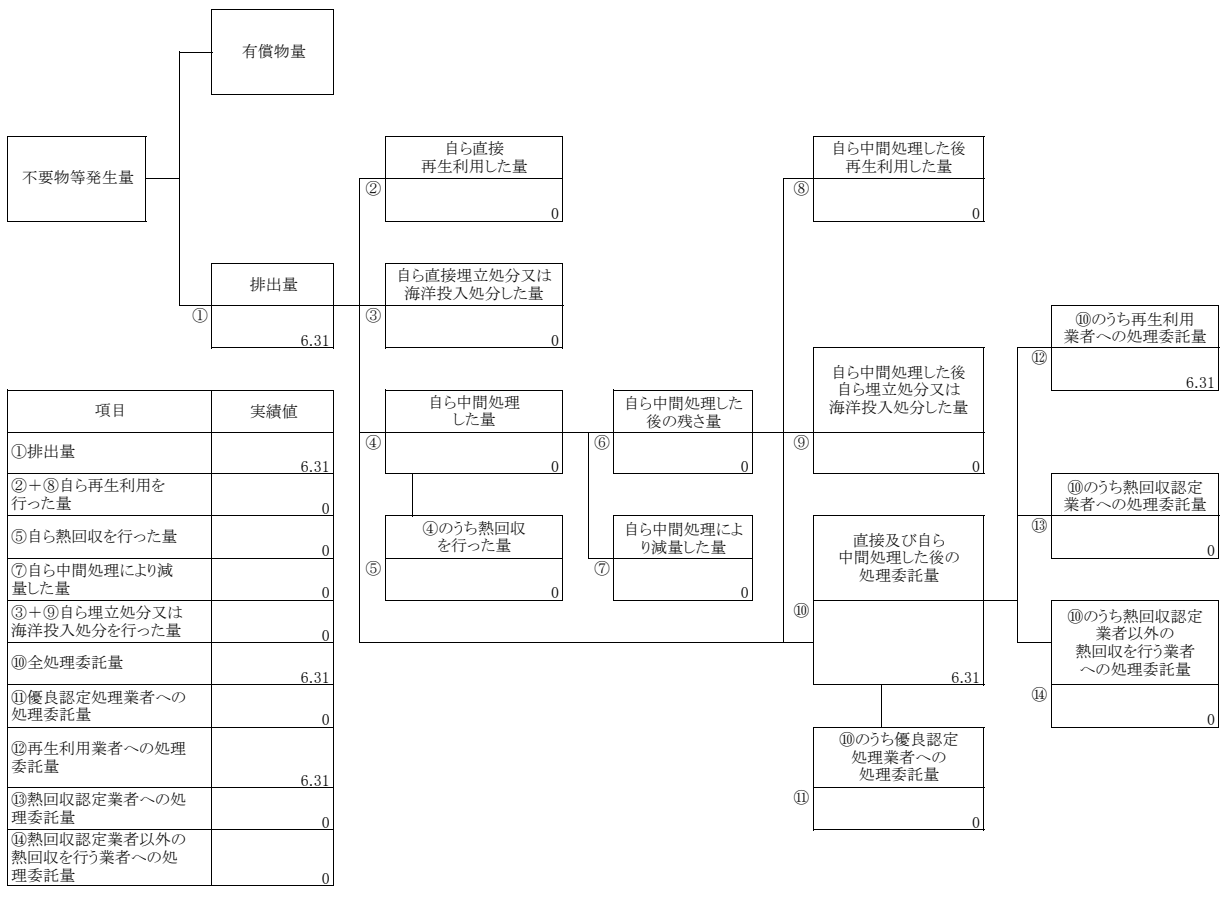 有償物量
不要物等発生量
自ら直接
再生利用した量
②
0
自ら中間処理した後
再生利用した量
⑧
0
排出量
①
6.31
自ら直接埋立処分又は
海洋投入処分した量
③
0
⑩のうち再生利用
業者への処理委託量
⑫
6.31
自ら中間処理
した量
④
0
自ら中間処理した
後の残さ量
⑥
0
自ら中間処理した後
自ら埋立処分又は
海洋投入処分した量
⑨
0
⑩のうち熱回収認定
業者への処理委託量
⑬
0
④のうち熱回収
を行った量
⑤
0
自ら中間処理によ
り減量した量
⑦
0
直接及び自ら
中間処理した後の
処理委託量
⑩
6.31
⑩のうち熱回収認定
業者以外の
熱回収を行う業者
への処理委託量
⑭
0
⑩のうち優良認定
処理業者への
処理委託量
⑪
0
項目 実績値
①排出量
6.31
②+⑧自ら再生利用を
行った量
0
⑤自ら熱回収を行った量
0
⑦自ら中間処理により減
量した量
0
③+⑨自ら埋立処分又は
海洋投入処分を行った量
0
⑩全処理委託量
6.31
⑪優良認定処理業者への
処理委託量
0
⑫再生利用業者への処理
委託量
6.31
⑬熱回収認定業者への処
理委託量
0
⑭熱回収認定業者以外の
熱回収を行う業者への処
理委託量
0